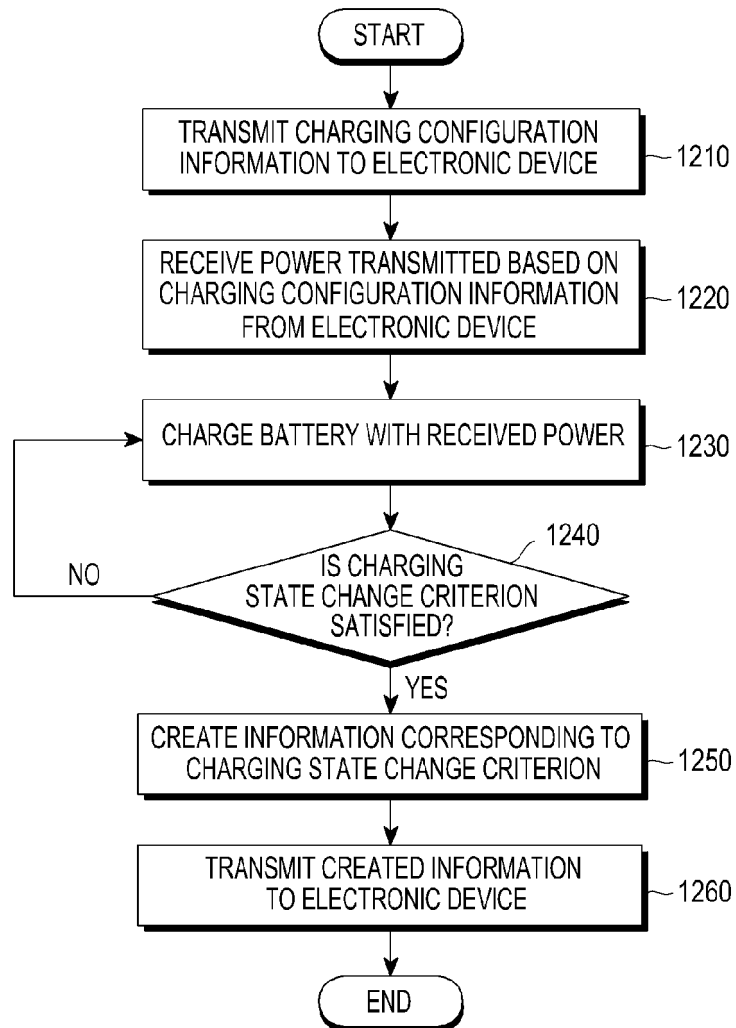 START
TRANSMIT CHARGING CONFIGURATION
INFORMATION TO ELECTRONIC DEVICE
1210
RECEIVE POWER TRANSMITTED BASED ON
CHARGING CONFIGURATION INFORMATION
FROM ELECTRONIC DEVICE
1220
CHARGE BATTERY WITH RECEIVED POWER
1230
1240
IS CHARGING
STATE CHANGE CRITERION
SATISFIED?
NO
YES
CREATE INFORMATION CORRESPONDING TO
CHARGING STATE CHANGE CRITERION
1250
TRANSMIT CREATED INFORMATION
TO ELECTRONIC DEVICE
1260
END